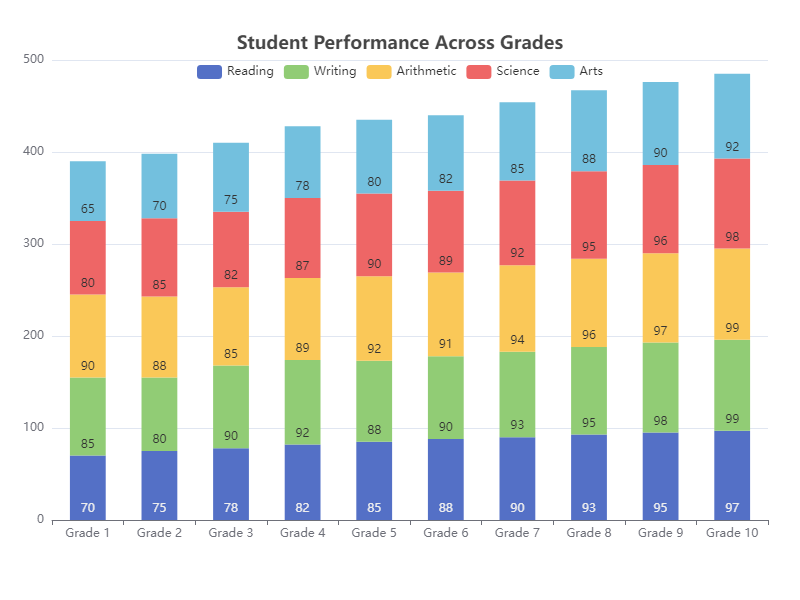 Student Performance Across Grades
500
Reading Writing Arithmetic Science Arts
400
300
200
100
0
65 70 75 78 80 82 85 88 90 92
80 85 82 87 90 89 92 95 96 98
90 88 85 89 92 91 94 96 97 99
85 80 90 92 88 90 93 95 98 99
70 75 78 82 85 88 90 93 95 97
Grade 1 Grade 2 Grade 3 Grade 4 Grade 5 Grade 6 Grade 7 Grade 8 Grade 9 Grade 10